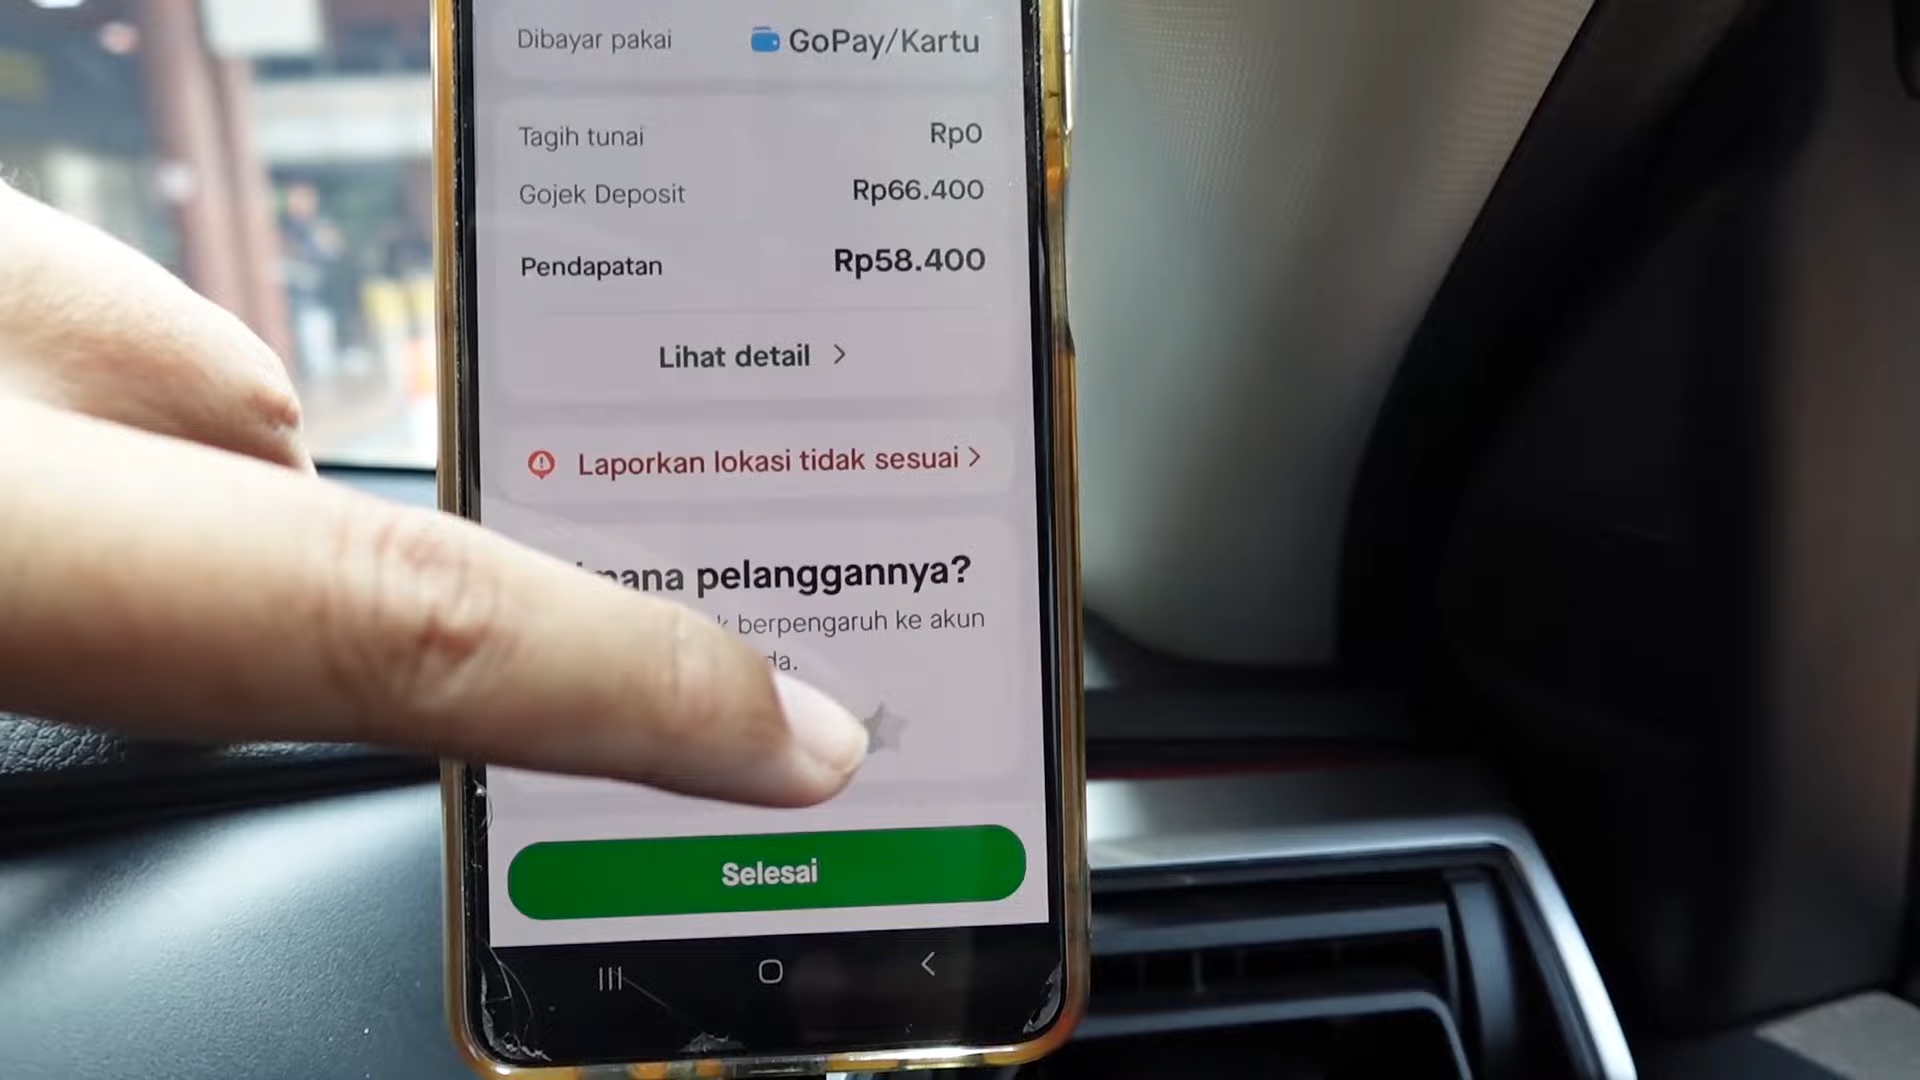 Dibayar pakai GoPay/Kartu
Tagih tunai Rp0
Gojek Deposit Rp66.400
Pendapatan Rp58.400
Lihat detail >
Laporkan lokasi tidak sesuai >
pelanggannya?
berpengaruh ke akun
Selesai